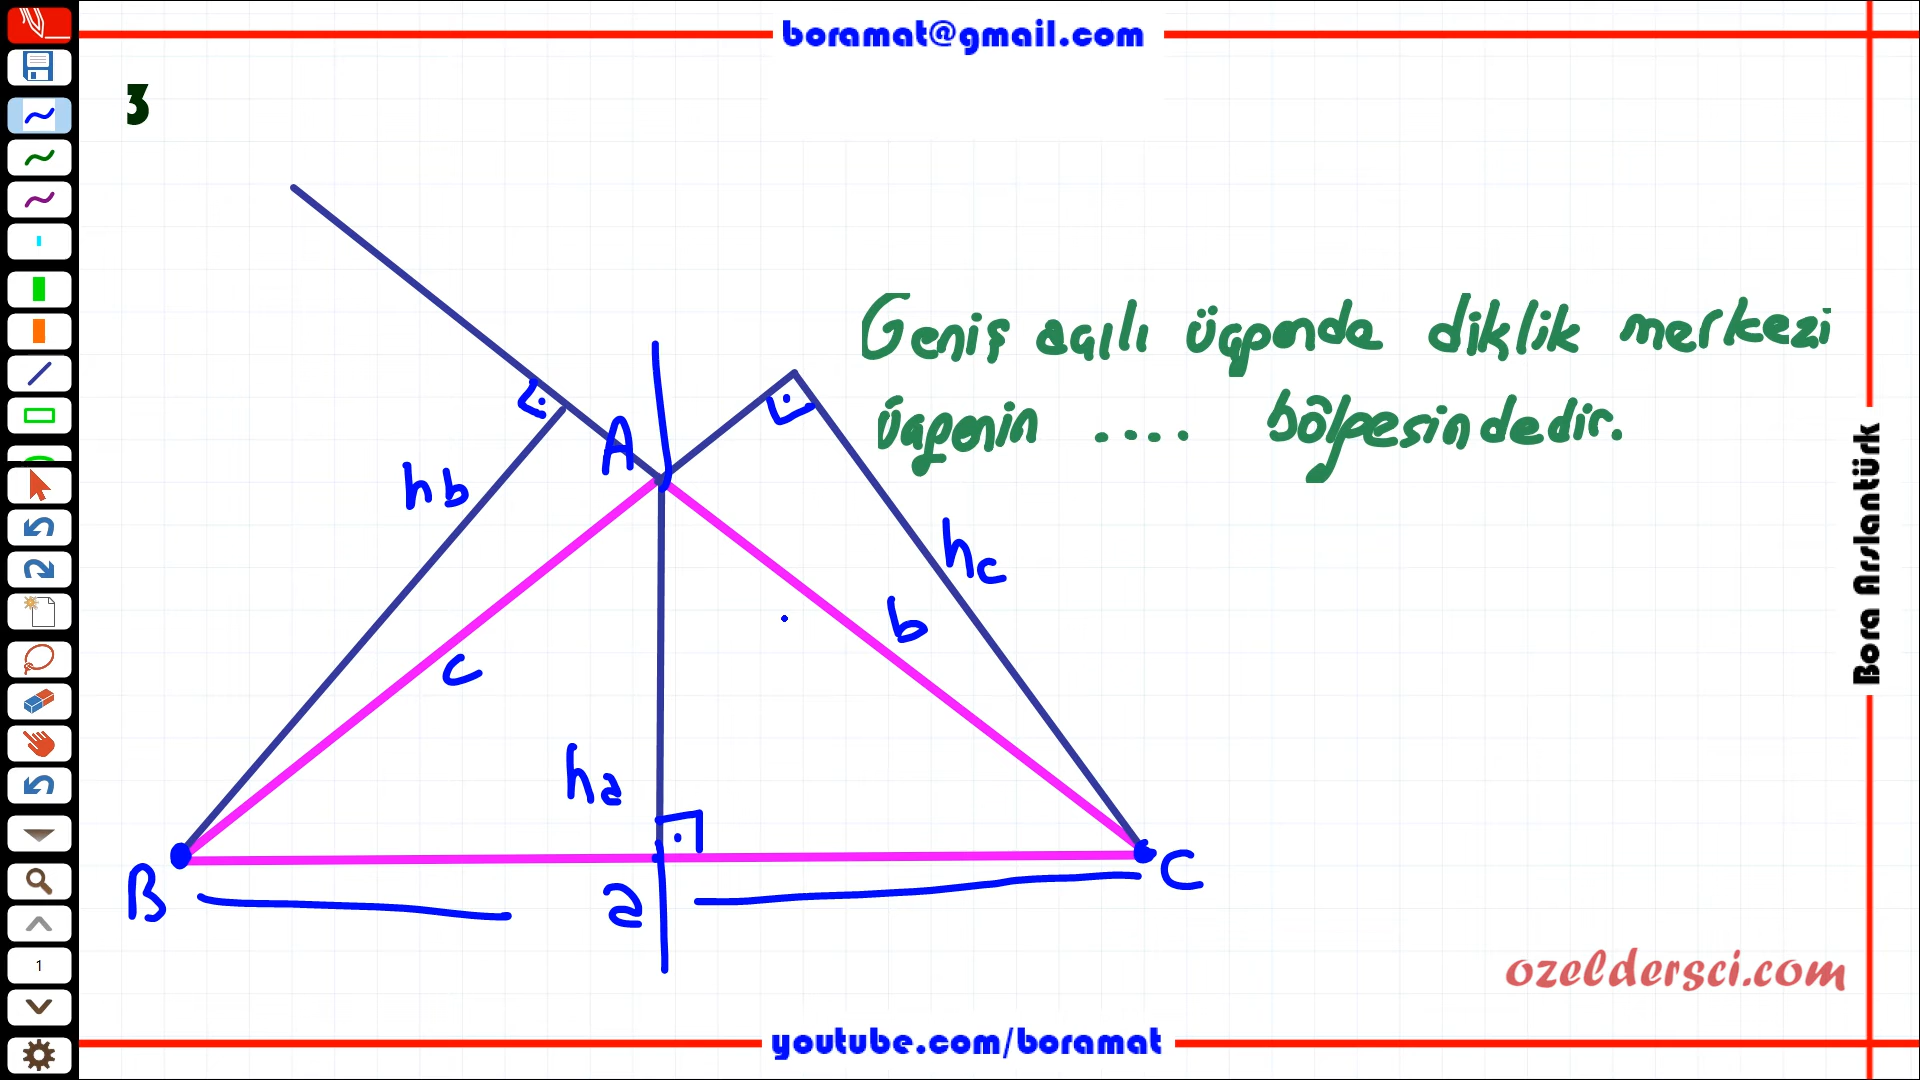 boramat@gmail.com
3
Geniş açılı üçgende diklik merkezi
üçgenin .... bölgesindedir.
A
hb
hc
b
c
ha
B
a
C
Bora Arslantürk
ozeldersci.com
1
youtube.com/boramat